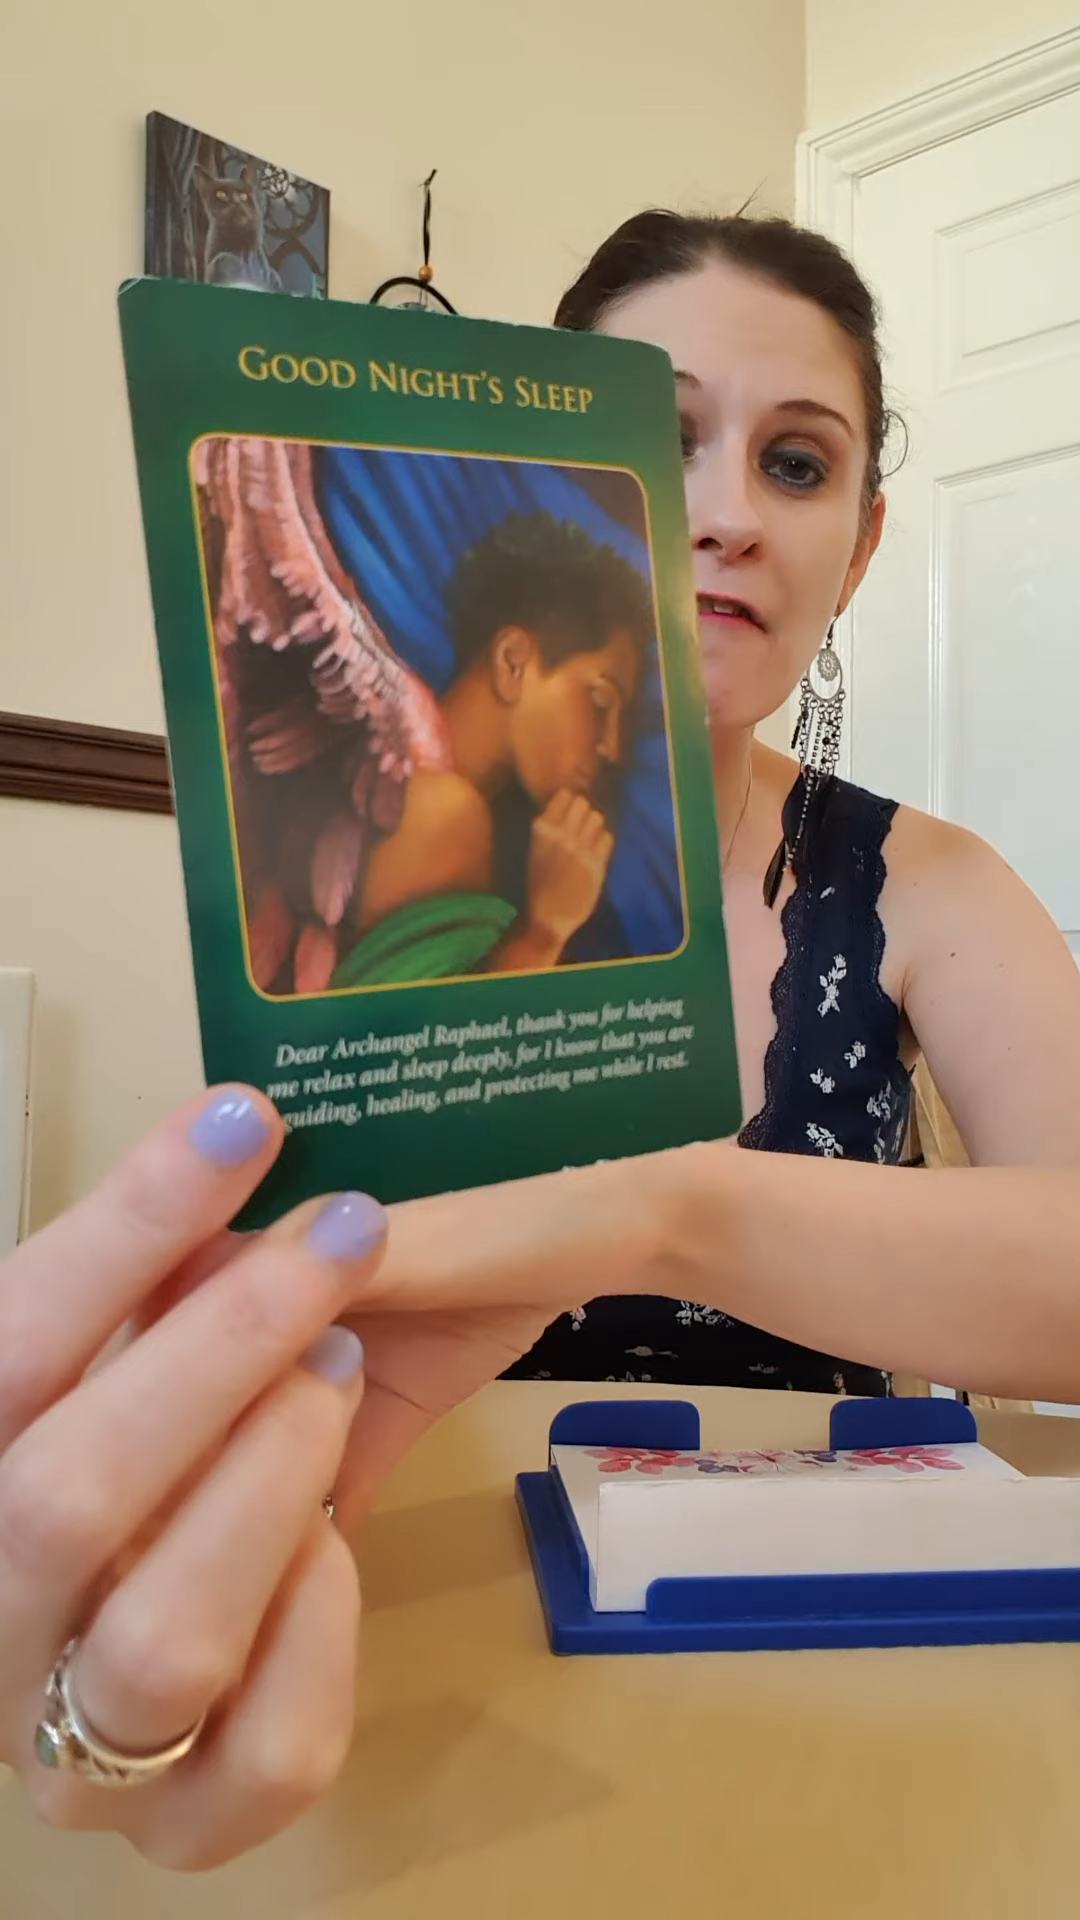 GOOD NIGHT'S SLEEP
Dear Archangel Raphael, thank you for helping
me relax and sleep deeply, for I know that you are
guiding, healing, and protecting me while I rest.